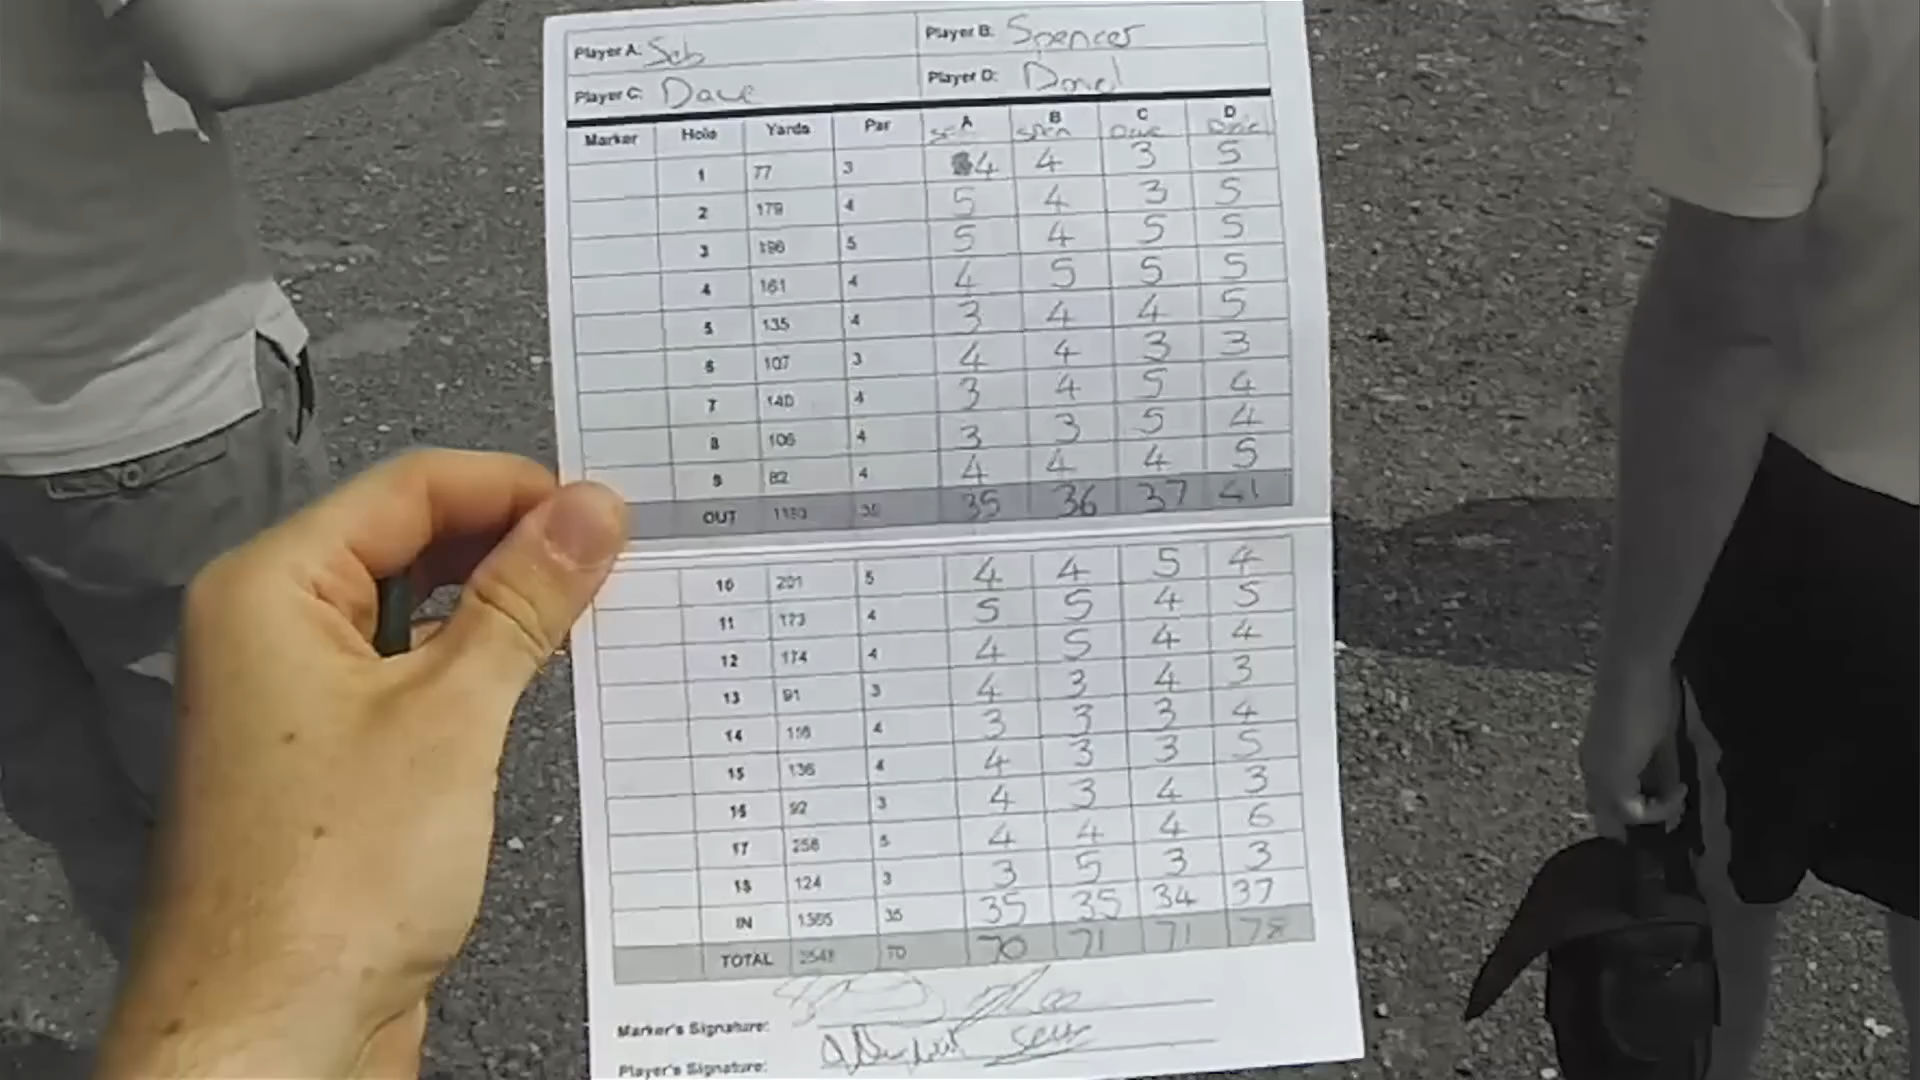 Player A: Seb Player B: Spencer
Player C: Dave Player D:
Marker Hole Yards Par A B C D
Spen Dave
1 77 3 4 4 3 5
2 179 4 5 4 3 5
3 196 5 5 4 5 5
4 161 4 4 5 5 5
5 135 4 3 4 4 5
6 107 3 4 4 3 3
7 140 4 3 4 5 4
8 106 4 3 3 5 4
9 82 4 4 4 4 5
OUT 35 35 36 37 41
10 201 5 4 4 5 4
11 173 4 5 5 4 5
12 174 4 4 5 4 4
13 91 3 4 3 4 3
14 4 3 3 3 4
15 136 4 4 3 3 5
16 92 3 4 3 4 3
17 258 5 4 4 4 6
18 124 3 3 5 3 3
IN 1365 35 35 35 34 37
TOTAL 2548 70 70 71 71 78
Marker's Signature:
Player's Signature: